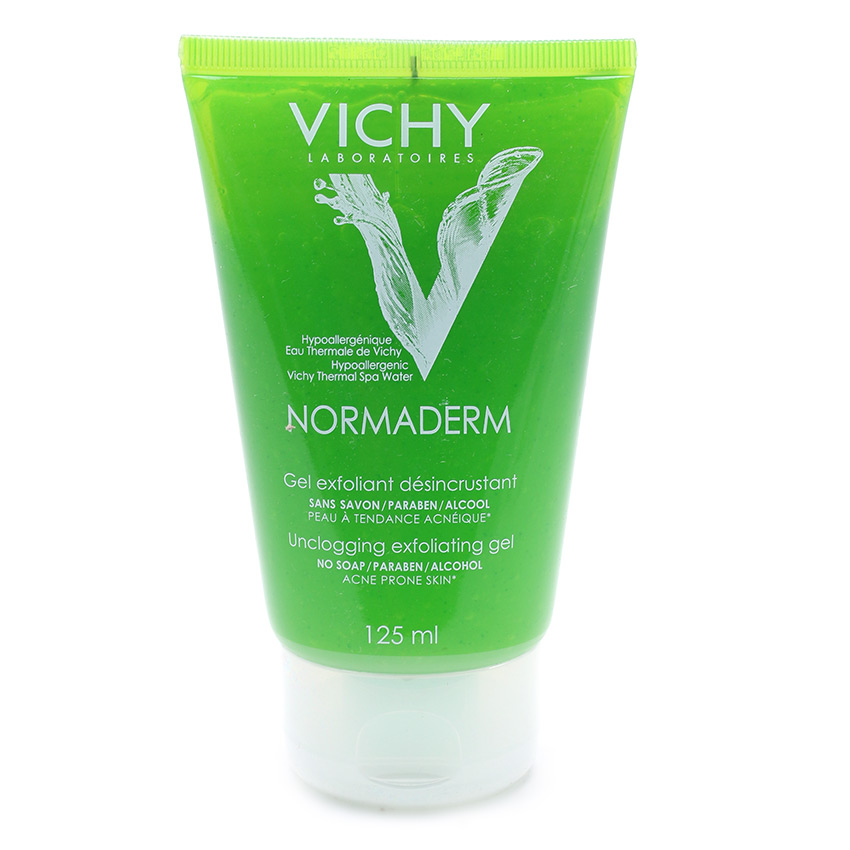 VICHY
LABORATOIRES
Hypoallergénique
Eau Thermale de Vichy
Hypoallergenic
Vichy Thermal Spa Water
NORMADERM
Gel exfoliant désincrustant
SANS SAVON/PARABEN/ALCOOL
PEAU À TENDANCE ACNÉIQUE*
Unclogging exfoliating gel
NO SOAP/PARABEN/ALCOHOL
ACNE PRONE SKIN*
125 ml